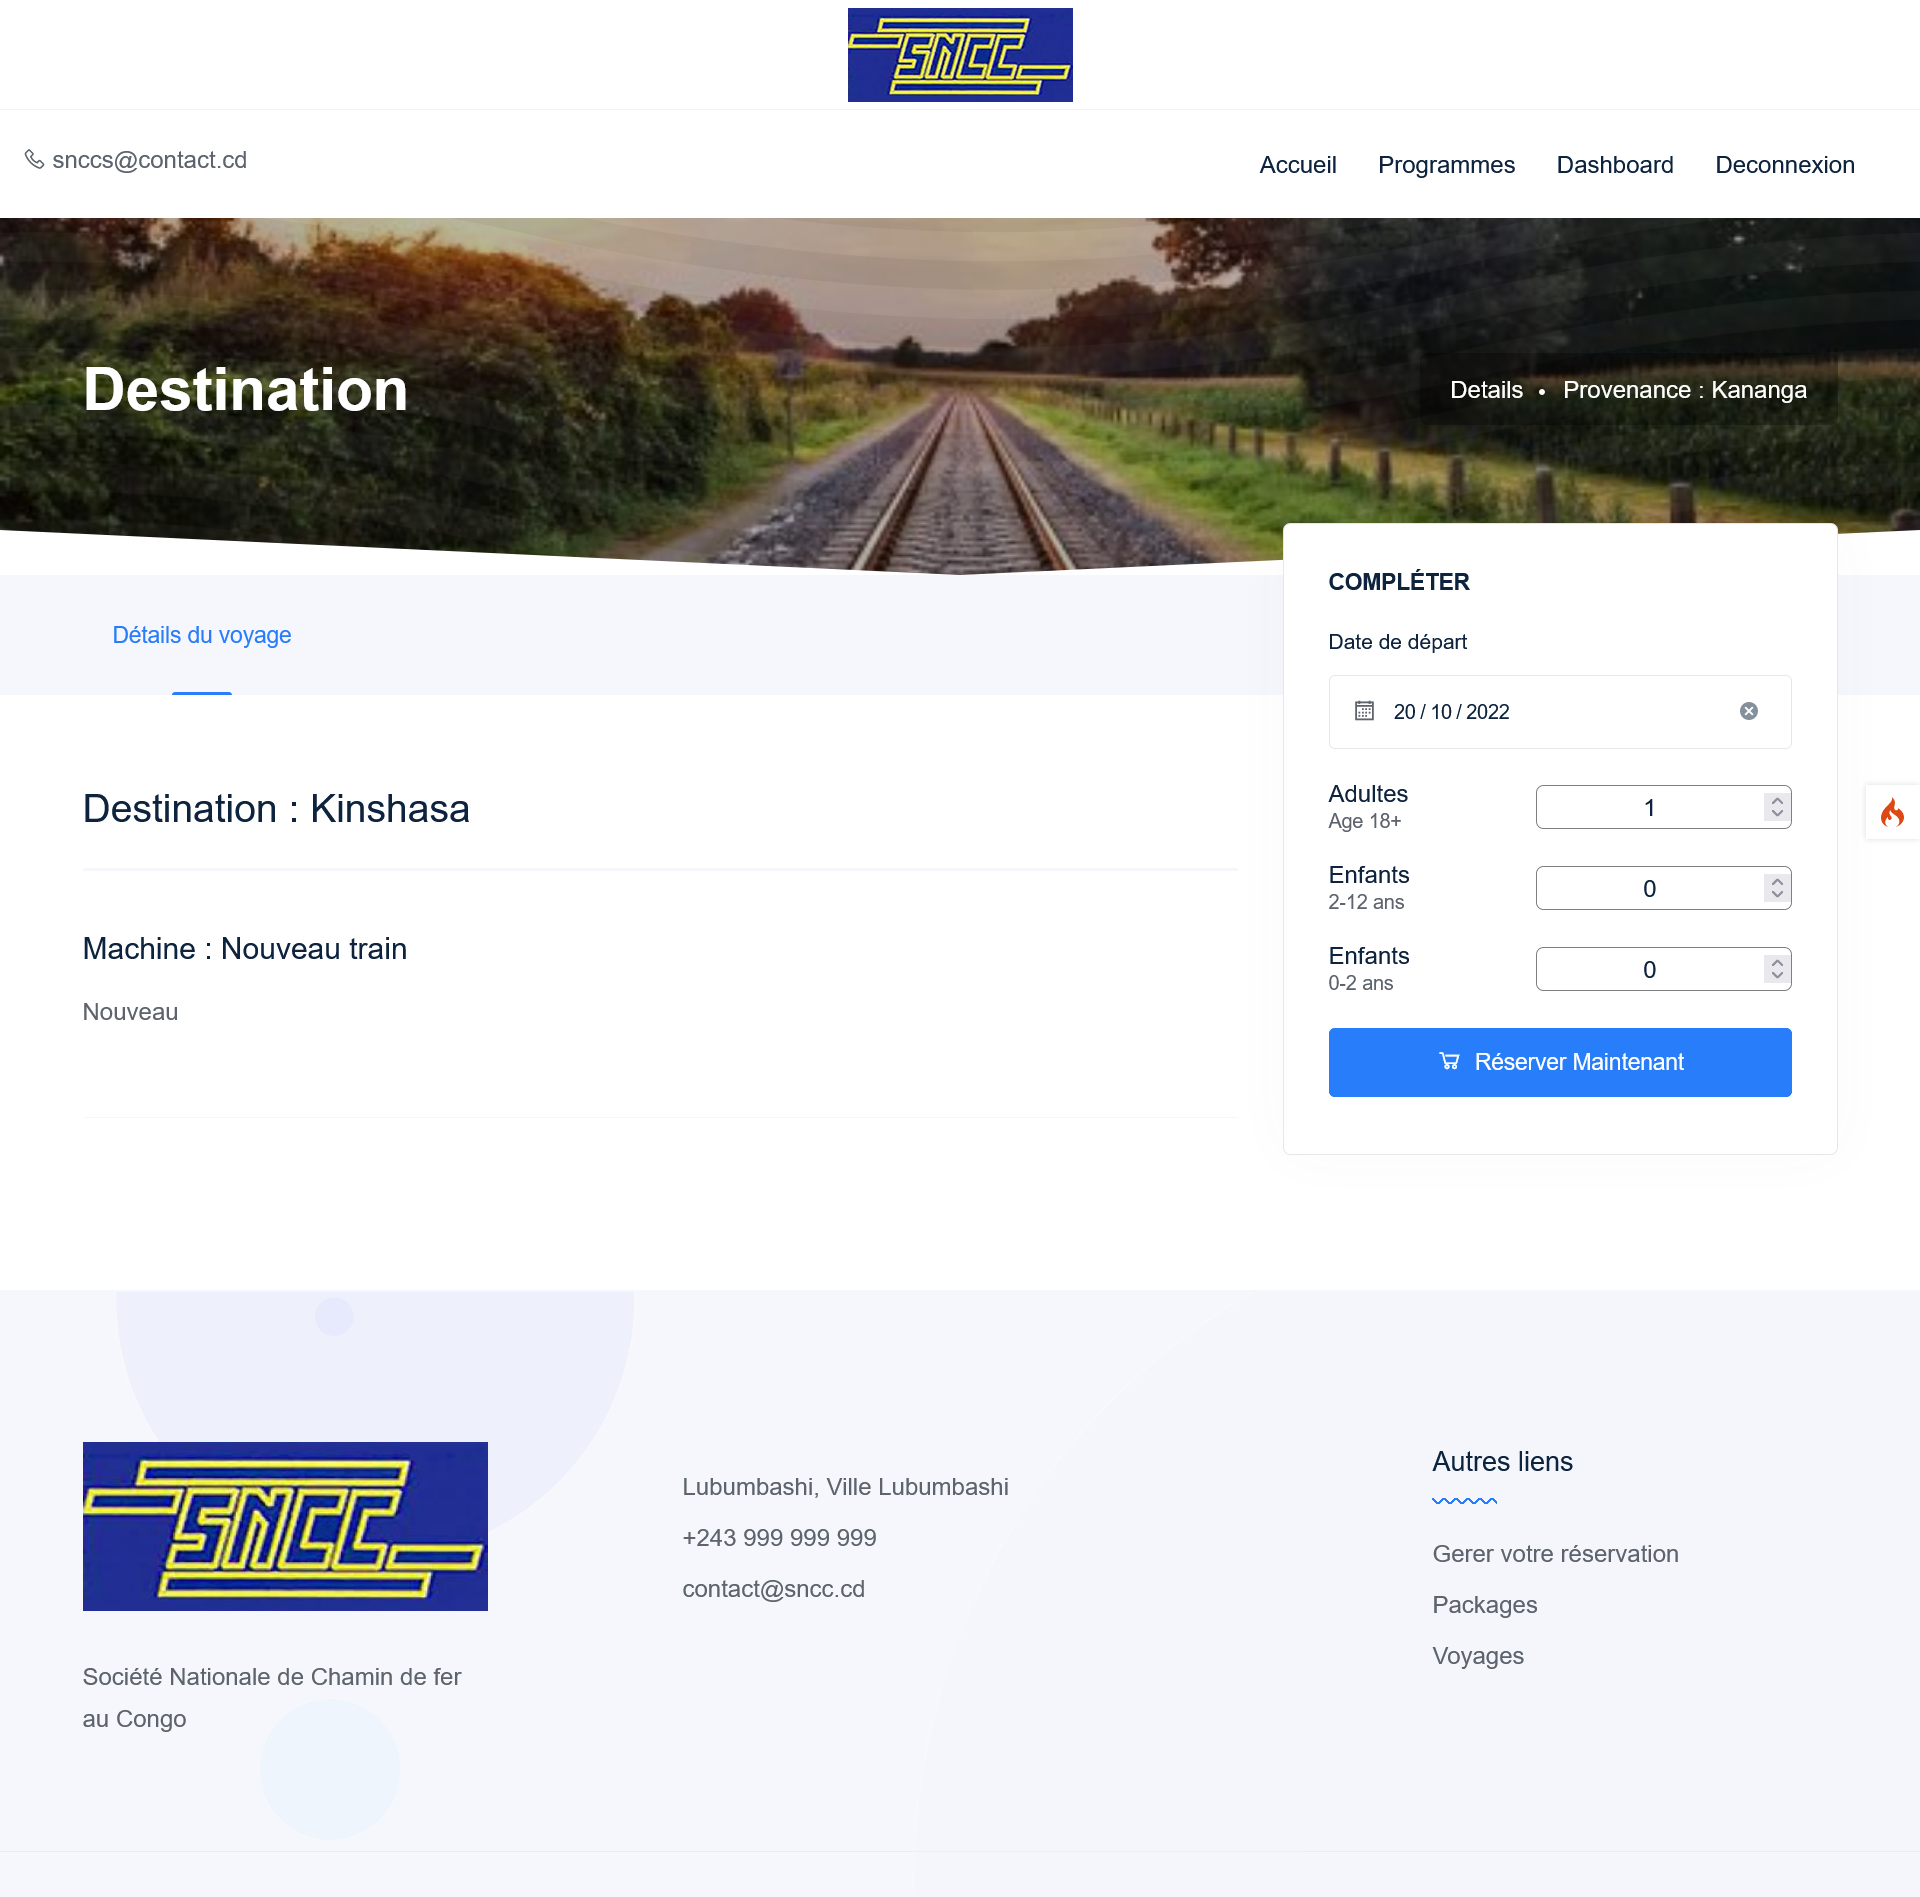 SNCC
snccs@contact.cd
Accueil Programmes Dashboard Deconnexion
Destination
Details • Provenance : Kananga
Détails du voyage
Destination : Kinshasa
Machine : Nouveau train
Nouveau
COMPLÉTER
Date de départ
20 / 10 / 2022
Adultes 1
Age 18+
Enfants 0
2-12 ans
Enfants 0
0-2 ans
Réserver Maintenant
SNCC
Société Nationale de Chamin de fer
au Congo
Lubumbashi, Ville Lubumbashi
+243 999 999 999
contact@sncc.cd
Autres liens
Gerer votre réservation
Packages
Voyages